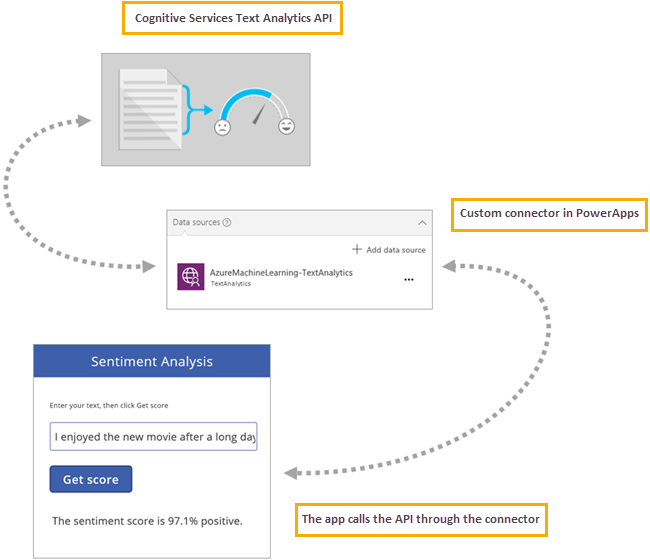 Cognitive Services Text Analytics API
Custom connector in PowerApps
Data sources
Add data source
AzureMachineLearning-TextAnalytics
TextAnalytics
Sentiment Analysis
Enter your text, then click Get score
I enjoyed the new movie after a long day
Get score
The sentiment score is 97.1% positive.
The app calls the API through the connector